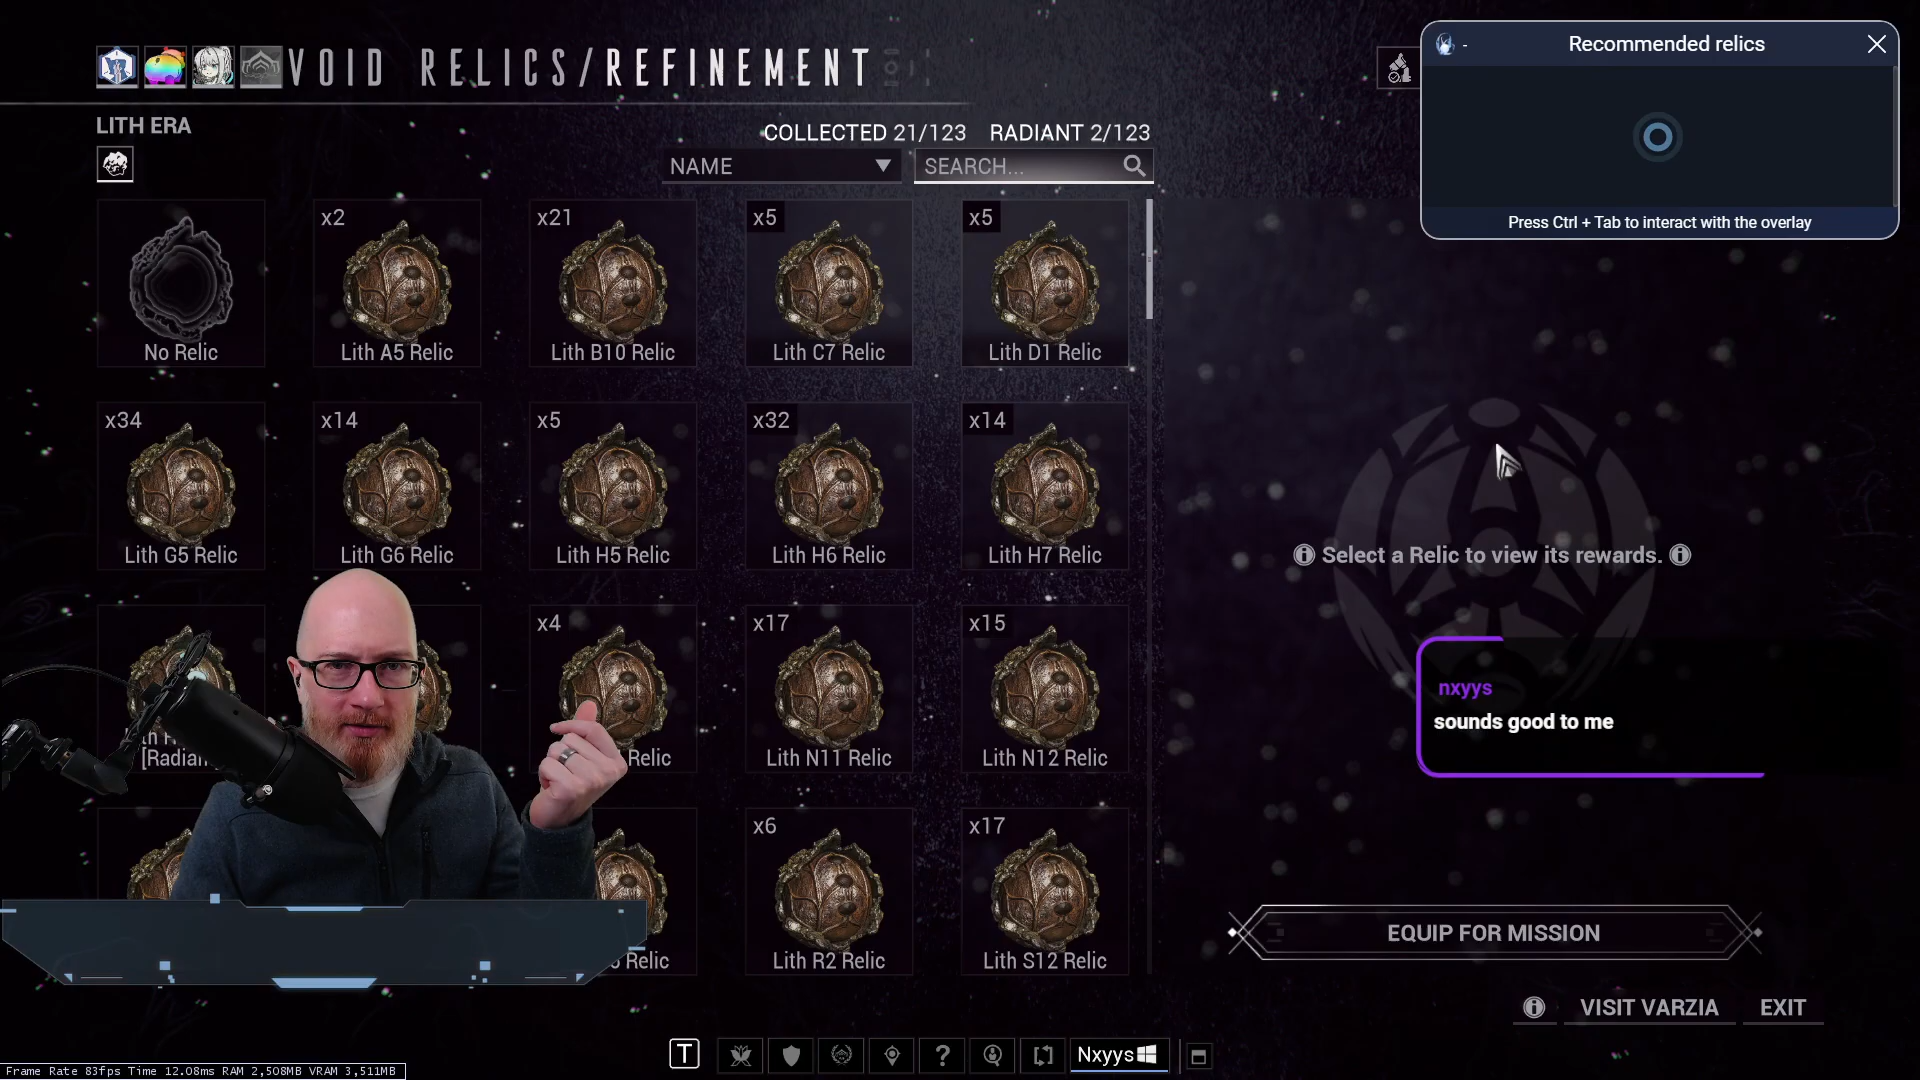 VOID RELICS/REFINEMENT
LITH ERA
COLLECTED 21/123 RADIANT 2/123
NAME
SEARCH...
No Relic
x2
Lith A5 Relic
x21
Lith B10 Relic
x5
Lith C7 Relic
x5
Lith D1 Relic
x34
Lith G5 Relic
x14
Lith G6 Relic
x5
Lith H5 Relic
x32
Lith H6 Relic
x14
Lith H7 Relic
x4
Relic
x17
Lith N11 Relic
x15
Lith N12 Relic
Relic
x6
Lith R2 Relic
x17
Lith S12 Relic
Recommended relics
Press Ctrl + Tab to interact with the overlay
Select a Relic to view its rewards.
nxyys
sounds good to me
EQUIP FOR MISSION
VISIT VARZIA
EXIT
T
?
Nxyys
Frame Rate 83fps Time 12.08ms RAM 2,508MB VRAM 3,511MB